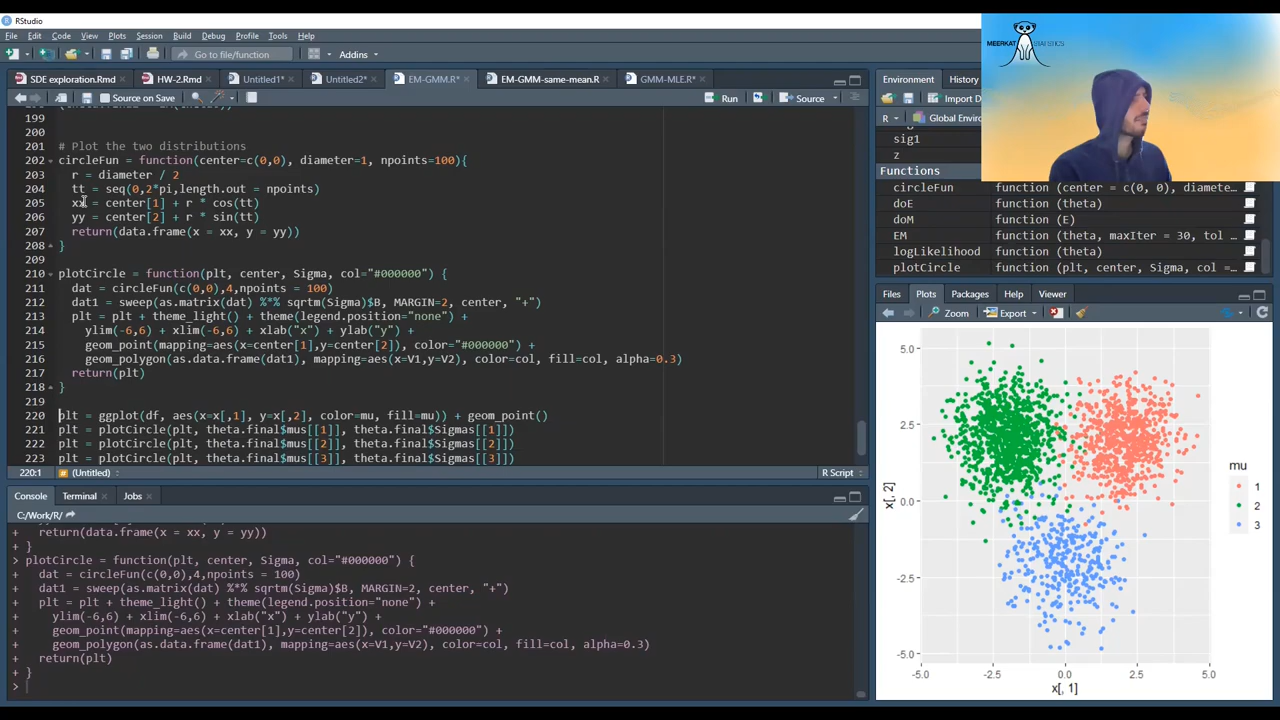 RStudio
File Edit Code View Plots Session Build Debug Profile Tools Help
Go to file/function Addins
SDE exploration.Rmd HW-2.Rmd Untitled1* Untitled2* EM-GMM.R* EM-GMM-same-mean.R GMM-MLE.R*
Source on Save Run Source
199
200
201 # Plot the two distributions
202 circleFun = function(center=c(0,0), diameter=1, npoints=100){
203 r = diameter / 2
204 tt = seq(0,2*pi,length.out = npoints)
205 xx = center[1] + r * cos(tt)
206 yy = center[2] + r * sin(tt)
207 return(data.frame(x = xx, y = yy))
208 }
209
210 plotCircle = function(plt, center, Sigma, col="#000000") {
211 dat = circleFun(c(0,0),4,npoints = 100)
212 dat1 = sweep(as.matrix(dat) %*% sqrtm(Sigma)$B, MARGIN=2, center, "+")
213 plt = plt + theme_light() + theme(legend.position="none") +
214 ylim(-6,6) + xlim(-6,6) + xlab("x") + ylab("y") +
215 geom_point(mapping=aes(x=center[1],y=center[2]), color="#000000") +
216 geom_polygon(as.data.frame(dat1), mapping=aes(x=V1,y=V2), color=col, fill=col, alpha=0.3)
217 return(plt)
218 }
219
220 plt = ggplot(df, aes(x=x[,1], y=x[,2], color=mu, fill=mu)) + geom_point()
221 plt = plotCircle(plt, theta.final$mus[[1]], theta.final$Sigmas[[1]])
222 plt = plotCircle(plt, theta.final$mus[[2]], theta.final$Sigmas[[2]])
223 plt = plotCircle(plt, theta.final$mus[[3]], theta.final$Sigmas[[3]])
220:1 # (Untitled) R Script
Console Terminal Jobs
C:/Work/R/
+ return(data.frame(x = xx, y = yy))
+ }
> plotCircle = function(plt, center, Sigma, col="#000000") {
+ dat = circleFun(c(0,0),4,npoints = 100)
+ dat1 = sweep(as.matrix(dat) %*% sqrtm(Sigma)$B, MARGIN=2, center, "+")
+ plt = plt + theme_light() + theme(legend.position="none") +
+ ylim(-6,6) + xlim(-6,6) + xlab("x") + ylab("y") +
+ geom_point(mapping=aes(x=center[1],y=center[2]), color="#000000") +
+ geom_polygon(as.data.frame(dat1), mapping=aes(x=V1,y=V2), color=col, fill=col, alpha=0.3)
+ return(plt)
+ }
>
MEERKAT STATISTICS
Environment History
Import D
R Global Envir
sig1
z
Functions
circleFun function (center = c(0, 0), diamete…
doE function (theta)
doM function (E)
EM function (theta, maxIter = 30, tol …
logLikelihood function (theta)
plotCircle function (plt, center, Sigma, col =…
Files Plots Packages Help Viewer
Zoom Export
5.0
2.5
0.0
-2.5
-5.0
x[, 2]
-5.0 -2.5 0.0 2.5 5.0
x[, 1]
mu
1
2
3